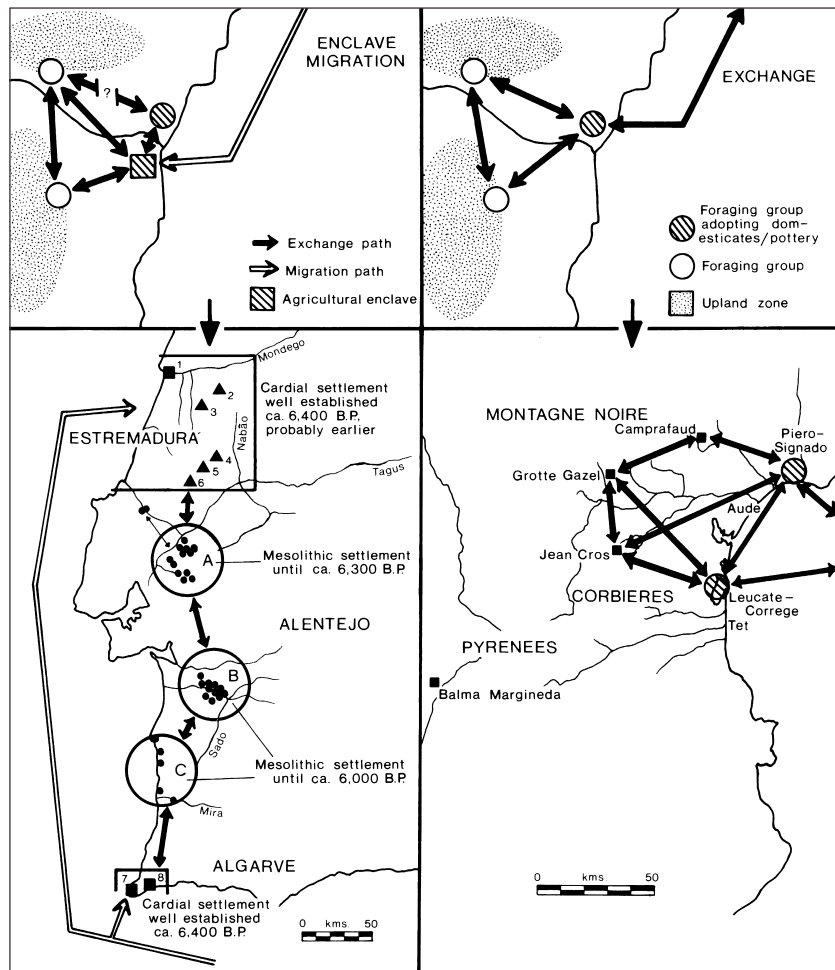 ENCLAVE
MIGRATION
?
Exchange path
Migration path
Agricultural enclave
EXCHANGE
Foraging group
adopting dom-
esticates/pottery
Foraging group
Upland zone
Mondego
1
2
3
Cardial settlement
well established
ca. 6,400 B.P.,
probably earlier
ESTREMADURA
Nabão
4
5
6
Tagus
A
Mesolithic settlement
until ca. 6,300 B.P.
ALENTEJO
B
Sado
Mesolithic settlement
until ca. 6,000 B.P.
C
Mira
ALGARVE
7
8
Cardial settlement
well established
ca. 6,400 B.P.
0 kms. 50
MONTAGNE NOIRE
Camprafaud
Piero-
Signado
Grotte Gazel
Aude
Jean Cros
CORBIERES
Leucate-
Correge
Tet
PYRENEES
Balma Margineda
0 kms 50